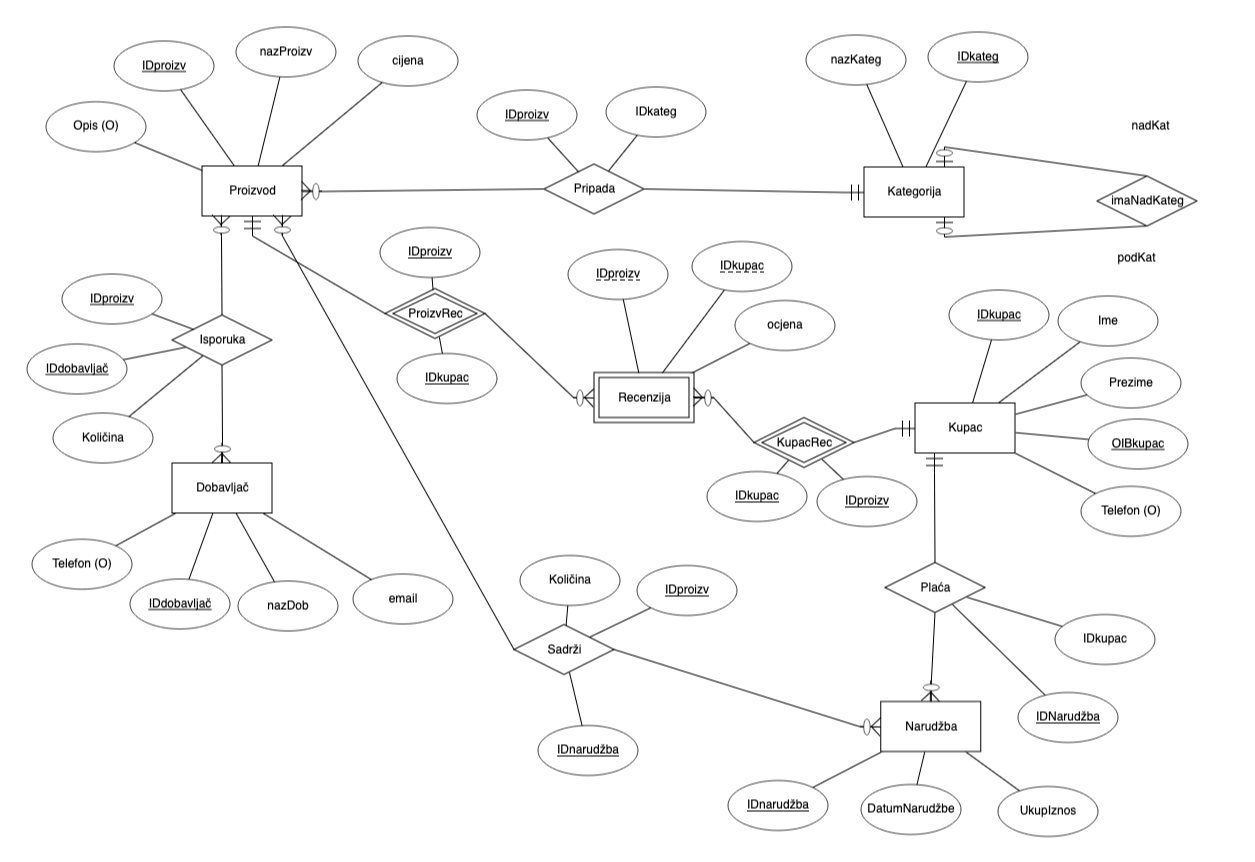 IDproizv
nazProizv
cijena
Opis (O)
Proizvod
IDproizv
IDkateg
Pripada
nazKateg
IDkateg
Kategorija
nadKat
imaNadKateg
podKat
IDproizv
ProizvRec
IDkupac
IDproizv
IDkupac
ocjena
Recenzija
IDproizv
Isporuka
IDdobavljač
Količina
Dobavljač
Telefon (O)
IDdobavljač
nazDob
email
IDkupac
Ime
Prezime
Kupac
OIBkupac
Telefon (O)
KupacRec
IDkupac
IDproizv
Količina
IDproizv
Sadrži
IDnarudžba
Plaća
IDkupac
IDNarudžba
Narudžba
IDnarudžba
DatumNarudžbe
UkupIznos